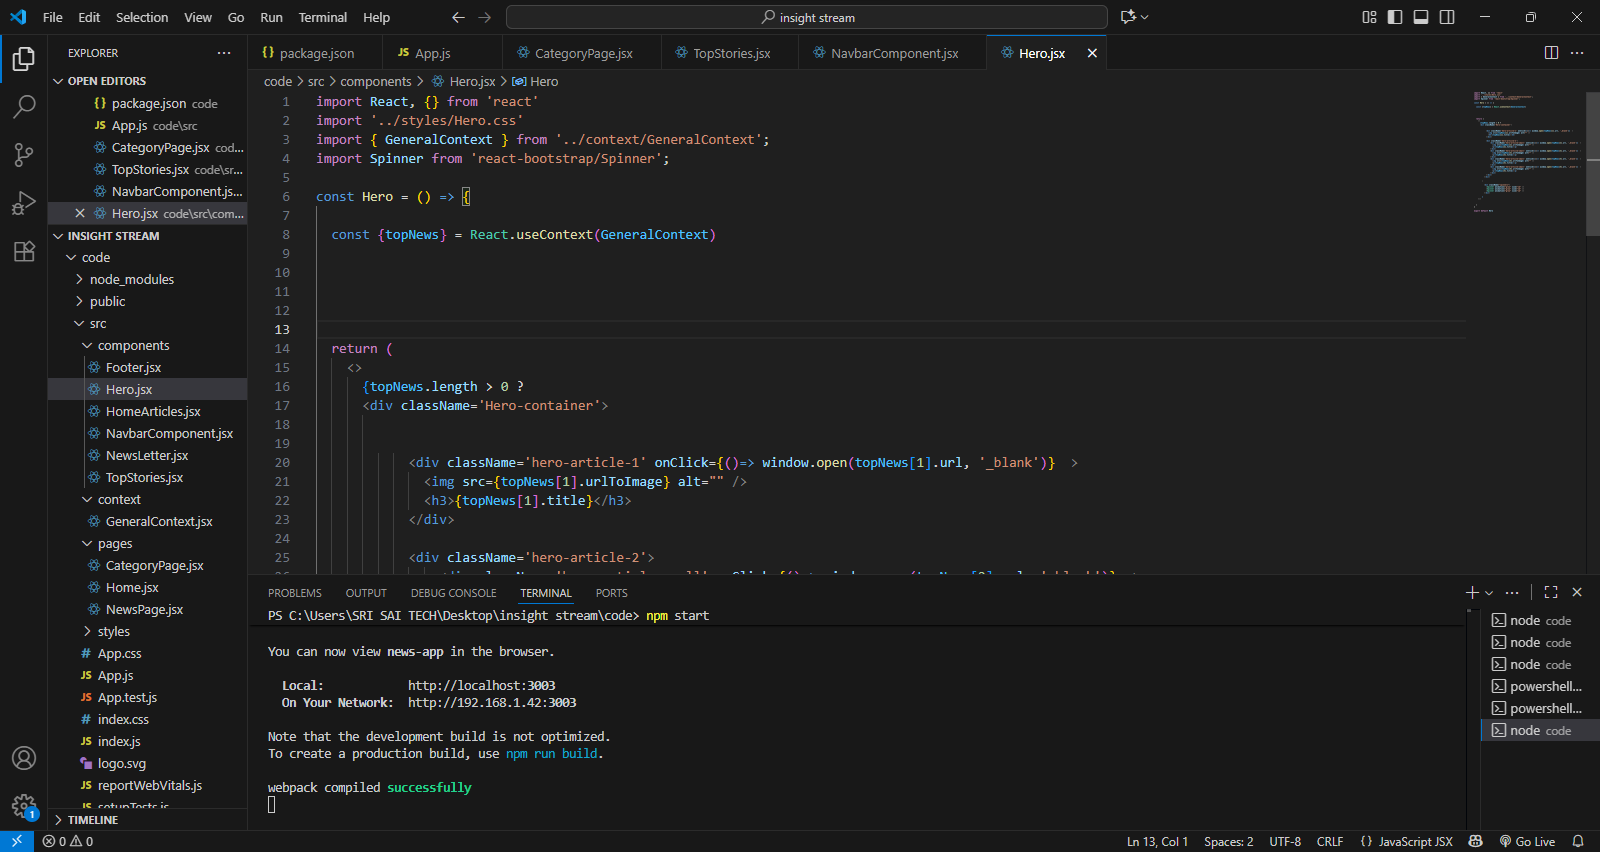 File Edit Selection View Go Run Terminal Help
insight stream
EXPLORER
OPEN EDITORS
package.json code
JS App.js code\src
CategoryPage.jsx cod...
TopStories.jsx code\sr...
NavbarComponent.js...
Hero.jsx code\src\com...
INSIGHT STREAM
code
node_modules
public
src
components
Footer.jsx
Hero.jsx
HomeArticles.jsx
NavbarComponent.jsx
NewsLetter.jsx
TopStories.jsx
context
GeneralContext.jsx
pages
CategoryPage.jsx
Home.jsx
NewsPage.jsx
styles
# App.css
JS App.js
JS App.test.js
# index.css
JS index.js
logo.svg
JS reportWebVitals.js
JS setupTests.js
TIMELINE
package.json
JS App.js
CategoryPage.jsx
TopStories.jsx
NavbarComponent.jsx
Hero.jsx
code > src > components > Hero.jsx > Hero
1 import React, {} from 'react'
2 import '../styles/Hero.css'
3 import { GeneralContext } from '../context/GeneralContext';
4 import Spinner from 'react-bootstrap/Spinner';
5
6 const Hero = () => {
7
8 const {topNews} = React.useContext(GeneralContext)
9
10
11
12
13
14 return (
15 <>
16 {topNews.length > 0 ?
17 <div className='Hero-container'>
18
19
20 <div className='hero-article-1' onClick={()=> window.open(topNews[1].url, '_blank')} >
21 <img src={topNews[1].urlToImage} alt="" />
22 <h3>{topNews[1].title}</h3>
23 </div>
24
25 <div className='hero-article-2'>
PROBLEMS OUTPUT DEBUG CONSOLE TERMINAL PORTS
PS C:\Users\SRI SAI TECH\Desktop\insight stream\code> npm start
You can now view news-app in the browser.
Local: http://localhost:3003
On Your Network: http://192.168.1.42:3003
Note that the development build is not optimized.
To create a production build, use npm run build.
webpack compiled successfully
node code
node code
node code
powershell...
powershell...
node code
1
0 0
Ln 13, Col 1 Spaces: 2 UTF-8 CRLF {} JavaScript JSX Go Live